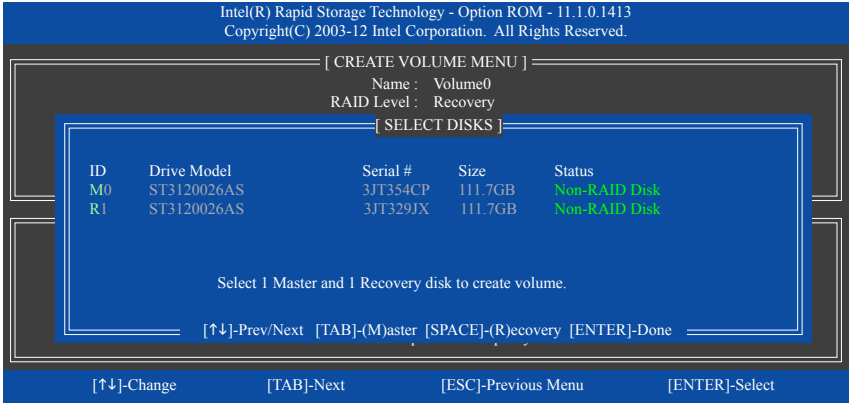 Intel(R) Rapid Storage Technology - Option ROM - 11.1.0.1413
Copyright(C) 2003-12 Intel Corporation. All Rights Reserved.
[ CREATE VOLUME MENU ]
Name : Volume0
RAID Level : Recovery
[ SELECT DISKS ]
ID Drive Model Serial # Size Status
M0 ST3120026AS 3JT354CP 111.7GB Non-RAID Disk
R1 ST3120026AS 3JT329JX 111.7GB Non-RAID Disk
Select 1 Master and 1 Recovery disk to create volume.
[↑↓]-Prev/Next [TAB]-(M)aster [SPACE]-(R)ecovery [ENTER]-Done
[↑↓]-Change [TAB]-Next [ESC]-Previous Menu [ENTER]-Select